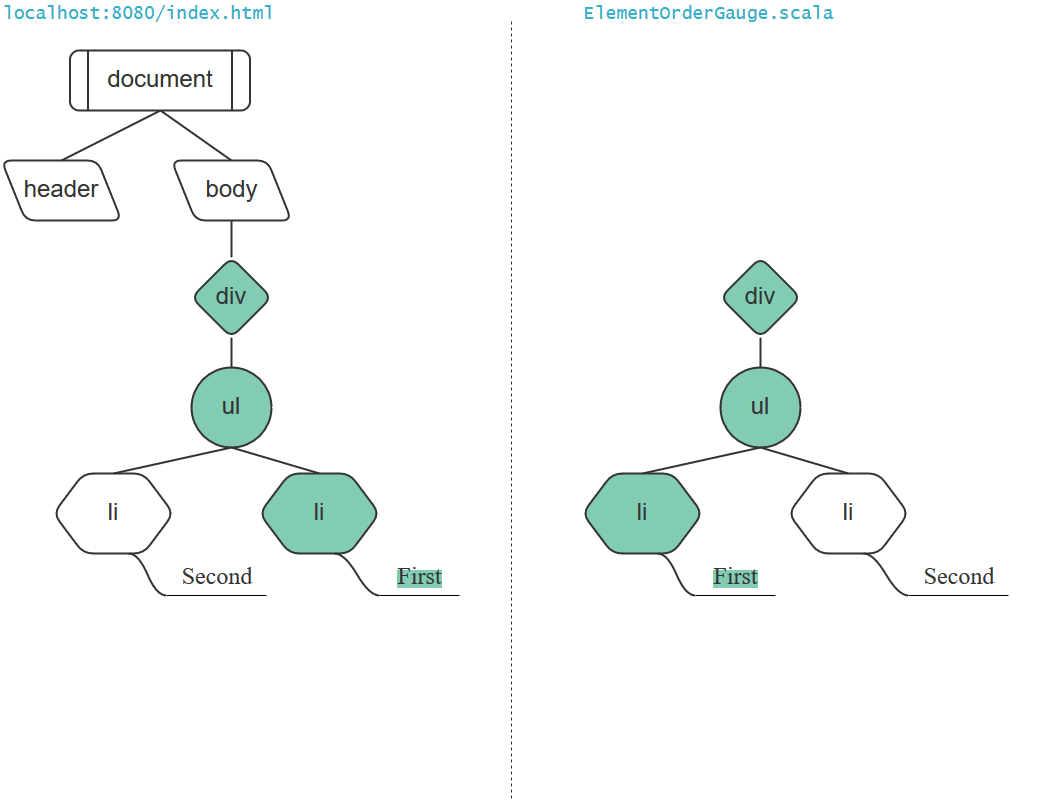 localhost:8080/index.html
document
header
body
div
ul
li
li
Second
First
ElementOrderGauge.scala
div
ul
li
li
First
Second